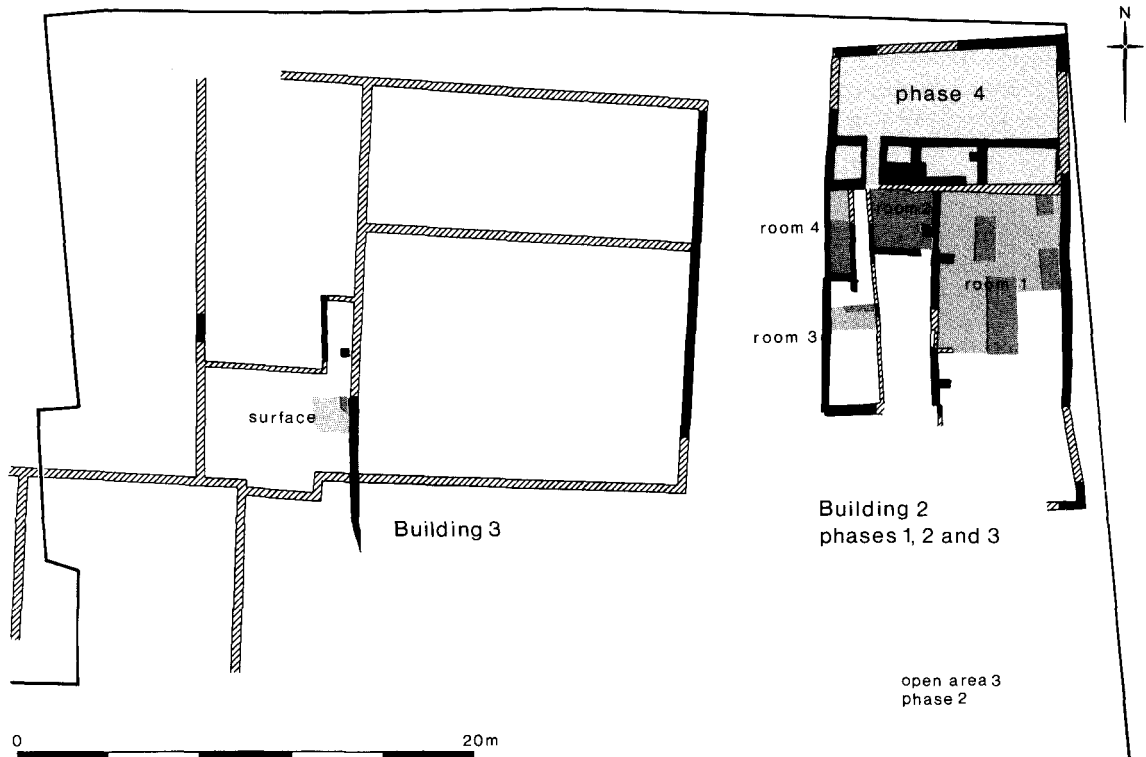 N
phase 4
room 2
room 4
room 1
room 3
surface
Building 2
phases 1, 2 and 3
Building 3
open area 3
phase 2
0 20m